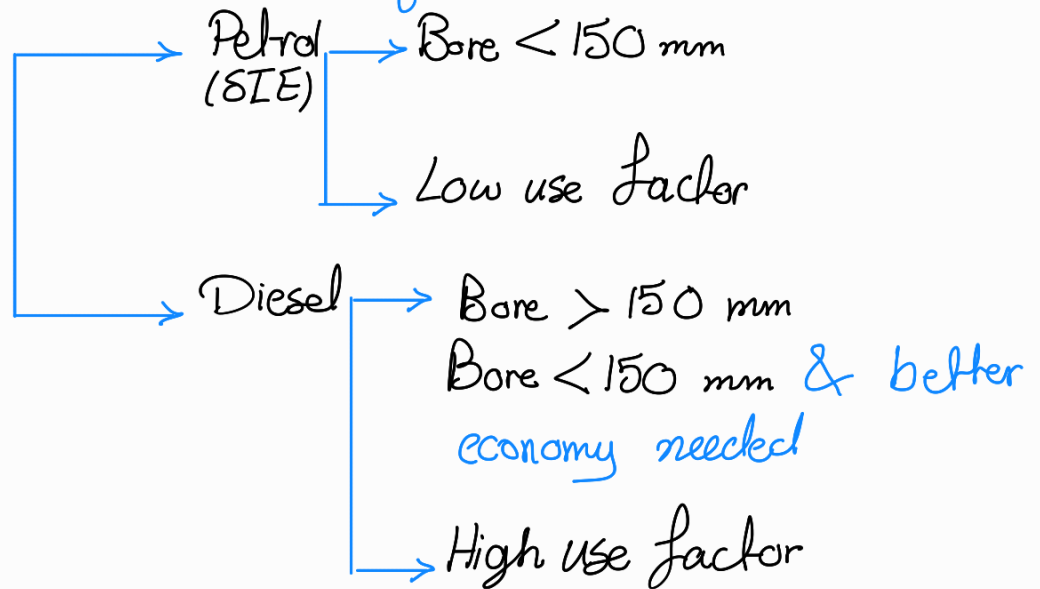 Petrol
(SIE)
Bore < 150 mm
Low use factor
Diesel
Bore > 150 mm
Bore < 150 mm & better
economy needed
High use factor